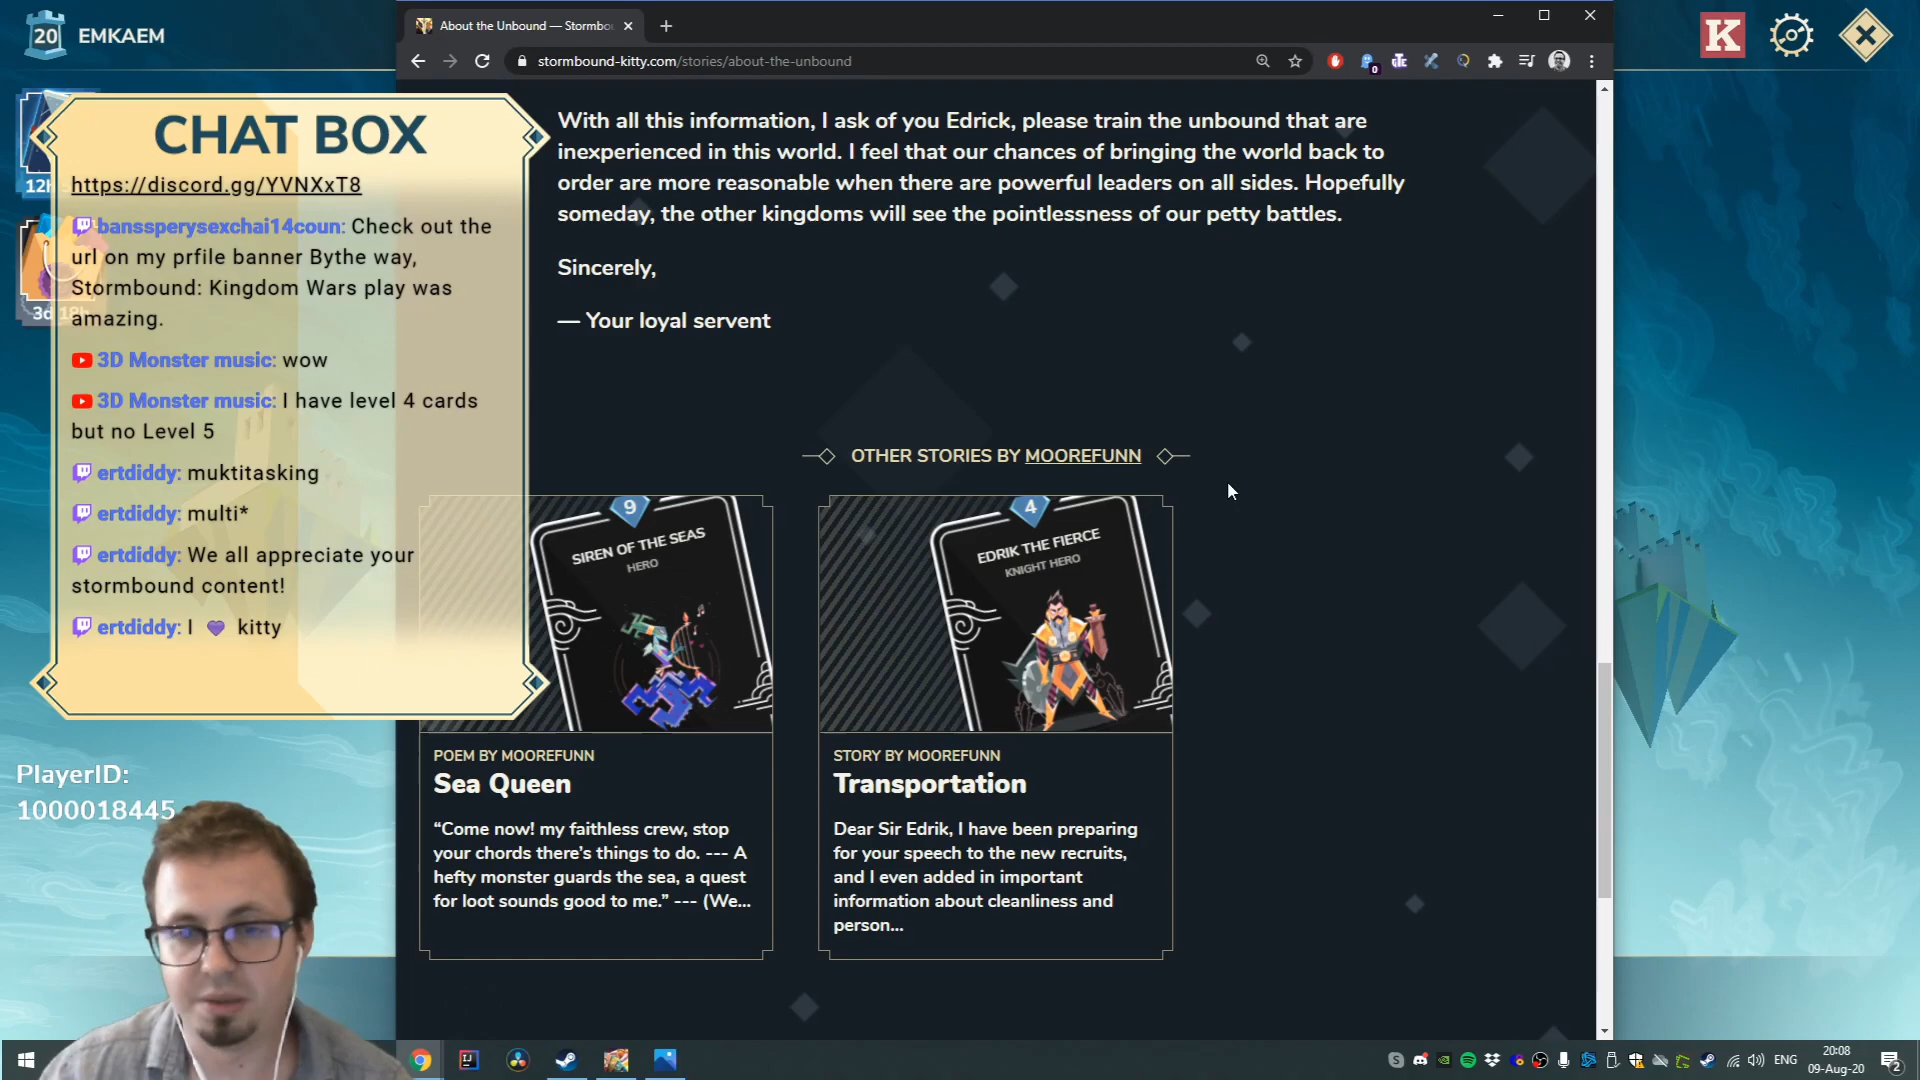 20 EMKAEM
K
About the Unbound — Stormbo
stormbound-kitty.com/stories/about-the-unbound
0
12h
3d 18h
CHAT BOX
https://discord.gg/YVNXxT8
banssperysexchai14coun: Check out the
url on my prfile banner Bythe way,
Stormbound: Kingdom Wars play was
amazing.
3D Monster music: wow
3D Monster music: I have level 4 cards
but no Level 5
ertdiddy: muktitasking
ertdiddy: multi*
ertdiddy: We all appreciate your
stormbound content!
ertdiddy: I 💜 kitty
PlayerID:
1000018445
With all this information, I ask of you Edrick, please train the unbound that are
inexperienced in this world. I feel that our chances of bringing the world back to
order are more reasonable when there are powerful leaders on all sides. Hopefully
someday, the other kingdoms will see the pointlessness of our petty battles.
Sincerely,
— Your loyal servent
OTHER STORIES BY MOOREFUNN
9
SIREN OF THE SEAS
HERO
POEM BY MOOREFUNN
Sea Queen
“Come now! my faithless crew, stop
your chords there’s things to do. --- A
hefty monster guards the sea, a quest
for loot sounds good to me.” --- (We...
4
EDRIK THE FIERCE
KNIGHT HERO
STORY BY MOOREFUNN
Transportation
Dear Sir Edrik, I have been preparing
for your speech to the new recruits,
and I even added in important
information about cleanliness and
person...
ENG
20:08
09-Aug-20
2